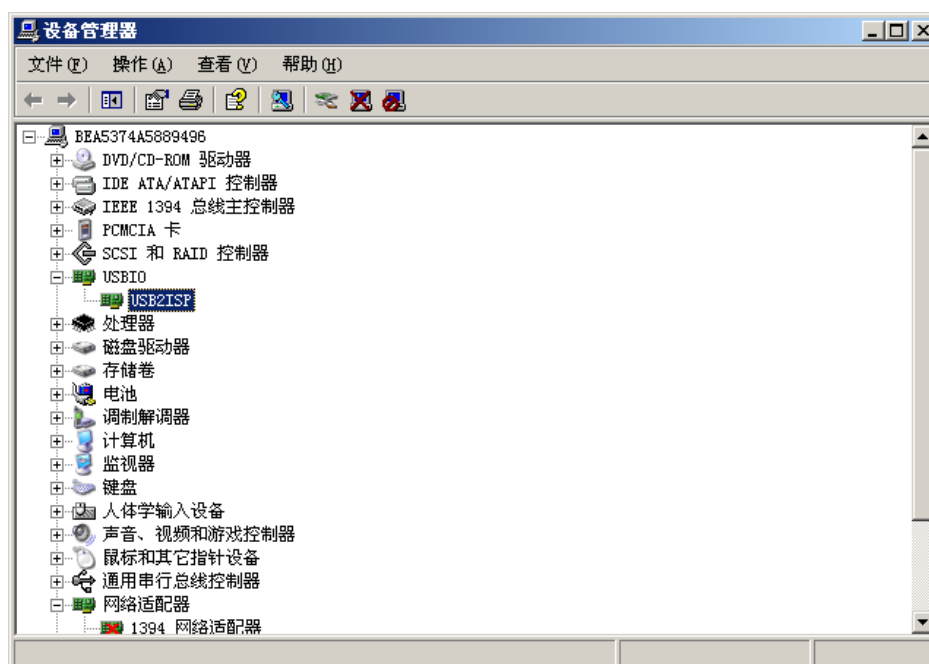 设备管理器
文件(F) 操作(A) 查看(V) 帮助(H)
BEA5374A5889496
DVD/CD-ROM 驱动器
IDE ATA/ATAPI 控制器
IEEE 1394 总线主控制器
PCMCIA 卡
SCSI 和 RAID 控制器
USBIO
USB2ISP
处理器
磁盘驱动器
存储卷
电池
调制解调器
计算机
监视器
键盘
人体学输入设备
声音、视频和游戏控制器
鼠标和其它指针设备
通用串行总线控制器
网络适配器
1394 网络适配器